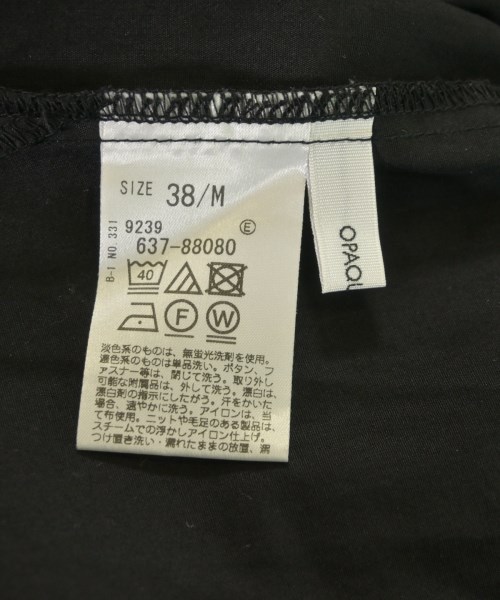 SIZE 38/M
B-I NO.331
9239 E
637-88080
40
F W
淡色系のものは、無蛍光洗剤を使用。
濃色系のものは単品洗い。ボタン、フ
ァスナー等は、閉じて洗う。取り外し
可能な附属品は、外して洗う。漂白は、
漂白剤の指示にしたがう。汗をかいた
場合、速やかに洗う。アイロンは、当
て布使用。ニットや毛足のある製品は、
スチームでの浮かしアイロン仕上げ。
つけ置き洗い・濡れたままの放置、濡
OPAQU